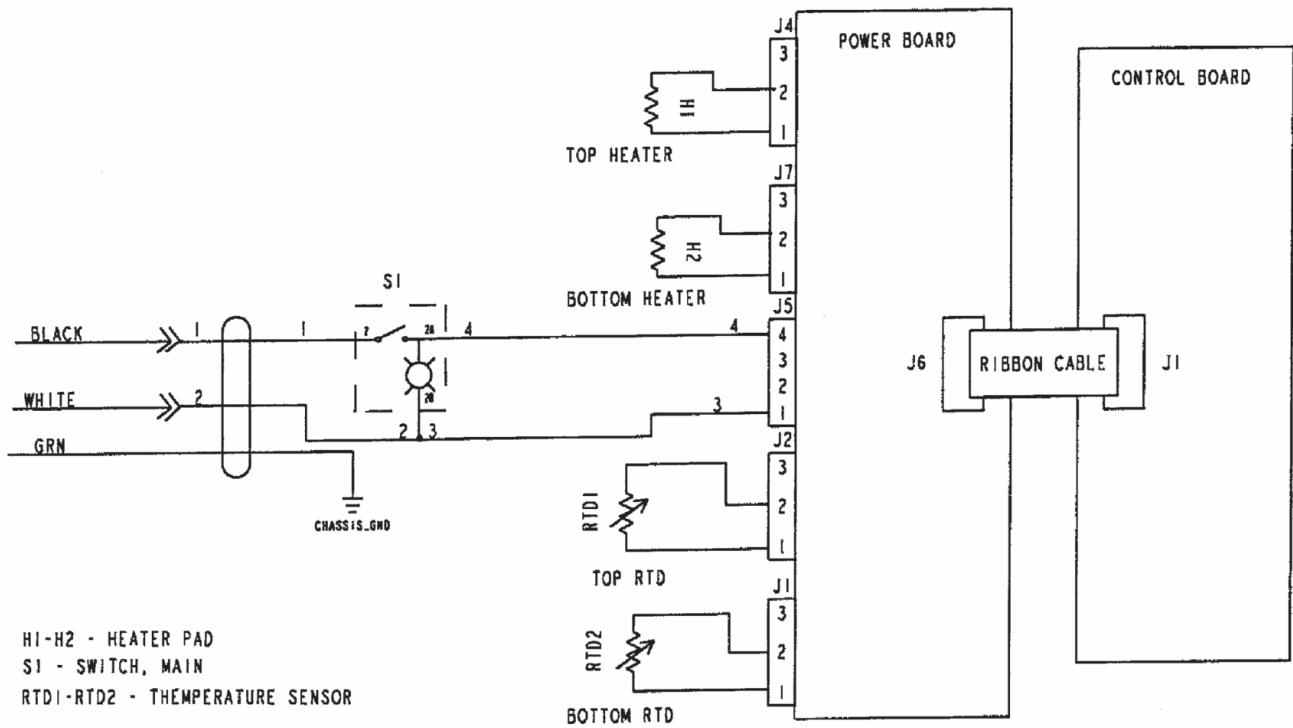 J4
POWER BOARD
3
2
1
H1
TOP HEATER
CONTROL BOARD
J7
3
2
1
H2
BOTTOM HEATER
S1
BLACK
1
1
2
2A
4
4
J5
4
3
2
1
WHITE
2
2B
2
3
3
GRN
CHASSIS_GND
J6
RIBBON CABLE
J1
J2
3
2
1
RTD1
TOP RTD
J1
3
2
1
RTD2
BOTTOM RTD
H1-H2 - HEATER PAD
S1 - SWITCH, MAIN
RTD1-RTD2 - THEMPERATURE SENSOR